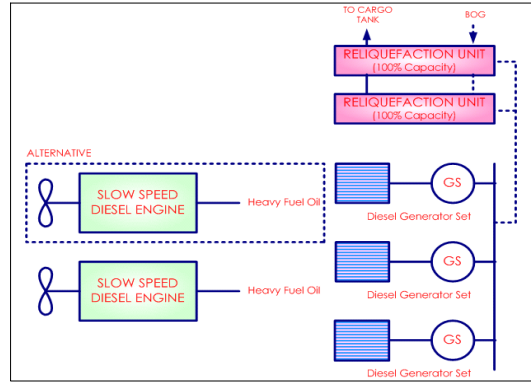 TO CARGO
TANK
BOG
RELIQUEFACTION UNIT
(100% Capacity)
RELIQUEFACTION UNIT
(100% Capacity)
ALTERNATIVE
SLOW SPEED
DIESEL ENGINE
Heavy Fuel Oil
GS
Diesel Generator Set
SLOW SPEED
DIESEL ENGINE
Heavy Fuel Oil
GS
Diesel Generator Set
GS
Diesel Generator Set